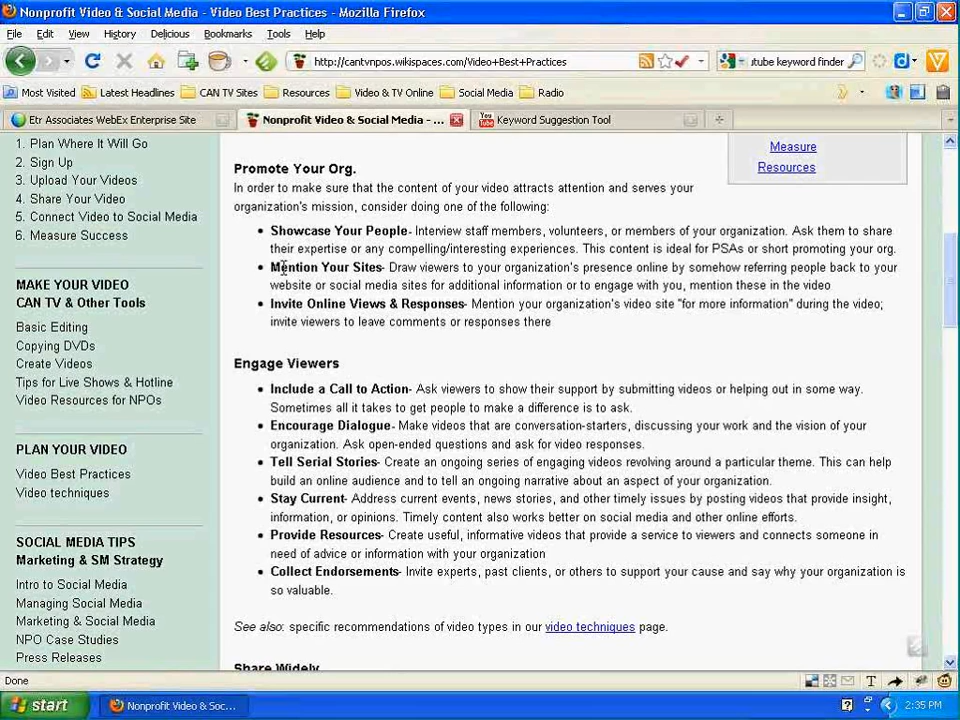 Nonprofit Video & Social Media - Video Best Practices - Mozilla Firefox
File Edit View History Delicious Bookmarks Tools Help
http://cantvnpos.wikispaces.com/Video+Best+Practices
:tube keyword finder
Most Visited Latest Headlines CAN TV Sites Resources Video & TV Online Social Media Radio
Etr Associates WebEx Enterprise Site
Nonprofit Video & Social Media - ...
Keyword Suggestion Tool
1. Plan Where It Will Go
2. Sign Up
3. Upload Your Videos
4. Share Your Video
5. Connect Video to Social Media
6. Measure Success
MAKE YOUR VIDEO
CAN TV & Other Tools
Basic Editing
Copying DVDs
Create Videos
Tips for Live Shows & Hotline
Video Resources for NPOs
PLAN YOUR VIDEO
Video Best Practices
Video techniques
SOCIAL MEDIA TIPS
Marketing & SM Strategy
Intro to Social Media
Managing Social Media
Marketing & Social Media
NPO Case Studies
Press Releases
Measure
Resources
Promote Your Org.
In order to make sure that the content of your video attracts attention and serves your
organization's mission, consider doing one of the following:
• Showcase Your People- Interview staff members, volunteers, or members of your organization. Ask them to share
their expertise or any compelling/interesting experiences. This content is ideal for PSAs or short promoting your org.
• Mention Your Sites- Draw viewers to your organization's presence online by somehow referring people back to your
website or social media sites for additional information or to engage with you, mention these in the video
• Invite Online Views & Responses- Mention your organization's video site "for more information" during the video;
invite viewers to leave comments or responses there
Engage Viewers
• Include a Call to Action- Ask viewers to show their support by submitting videos or helping out in some way.
Sometimes all it takes to get people to make a difference is to ask.
• Encourage Dialogue- Make videos that are conversation-starters, discussing your work and the vision of your
organization. Ask open-ended questions and ask for video responses.
• Tell Serial Stories- Create an ongoing series of engaging videos revolving around a particular theme. This can help
build an online audience and to tell an ongoing narrative about an aspect of your organization.
• Stay Current- Address current events, news stories, and other timely issues by posting videos that provide insight,
information, or opinions. Timely content also works better on social media and other online efforts.
• Provide Resources- Create useful, informative videos that provide a service to viewers and connects someone in
need of advice or information with your organization
• Collect Endorsements- Invite experts, past clients, or others to support your cause and say why your organization is
so valuable.
See also: specific recommendations of video types in our video techniques page.
Share Widely
Done
start
Nonprofit Video & Soc...
2:35 PM